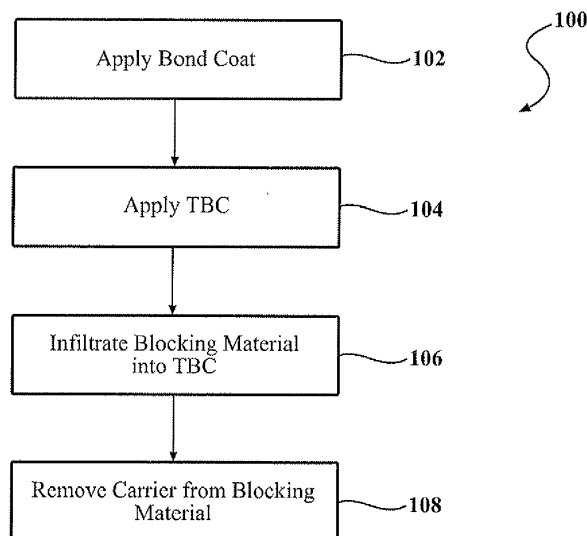 100
Apply Bond Coat
102
Apply TBC
104
Infiltrate Blocking Material
into TBC
106
Remove Carrier from Blocking
Material
108